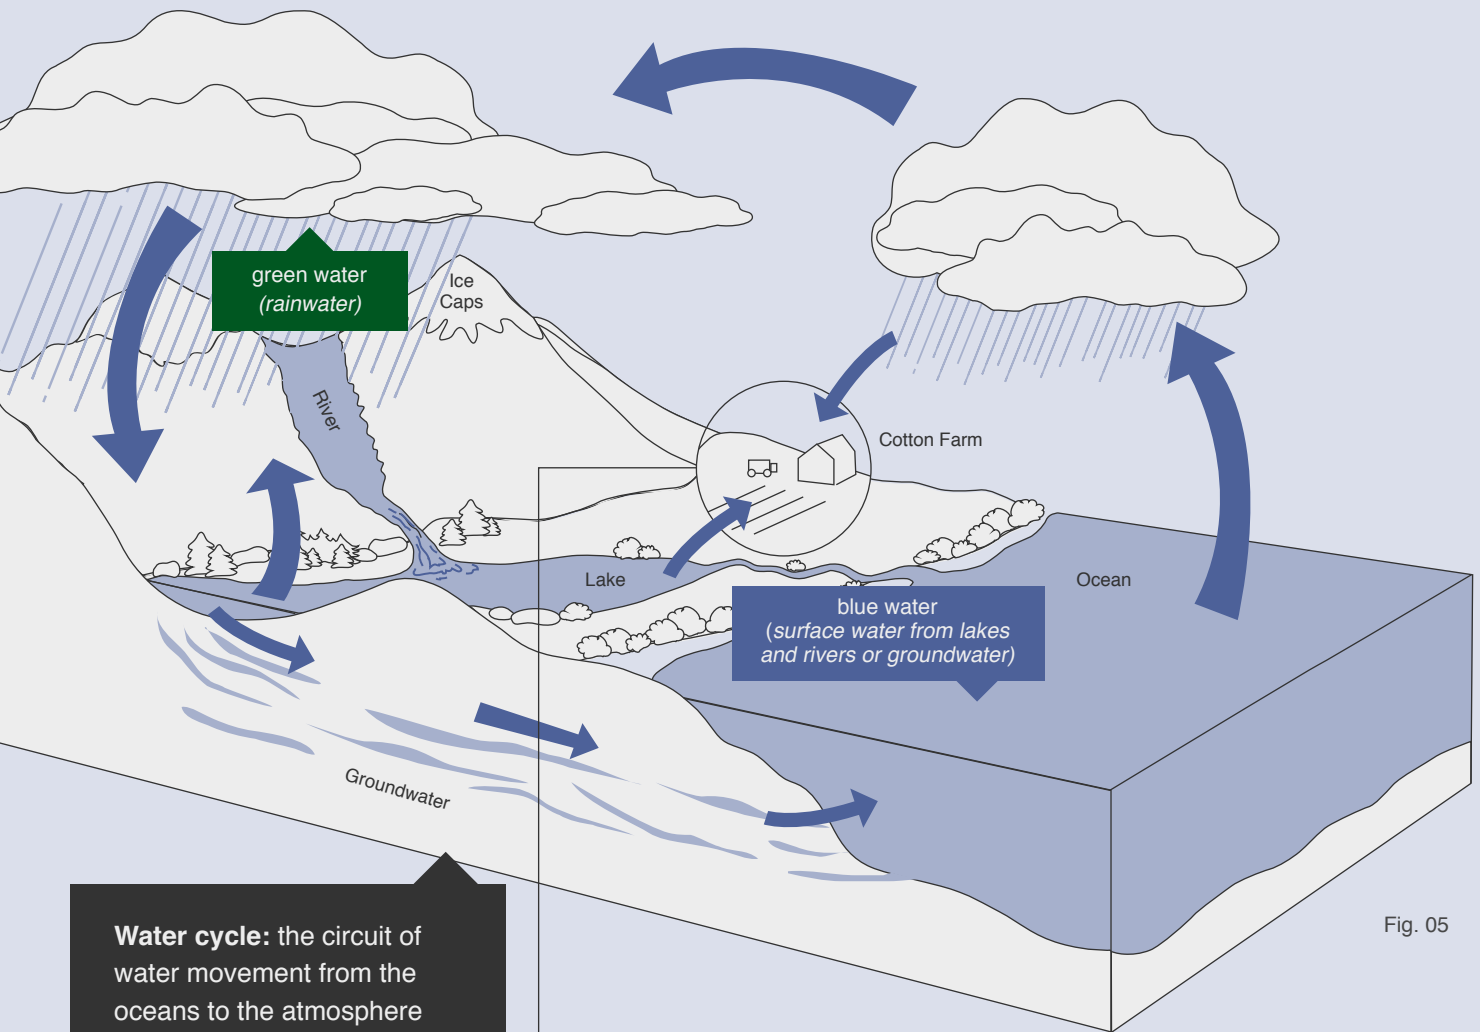 green water
(rainwater)
Ice
Caps
River
Cotton Farm
Lake
Ocean
blue water
(surface water from lakes
and rivers or groundwater)
Groundwater
Water cycle: the circuit of
water movement from the
oceans to the atmosphere
Fig. 05